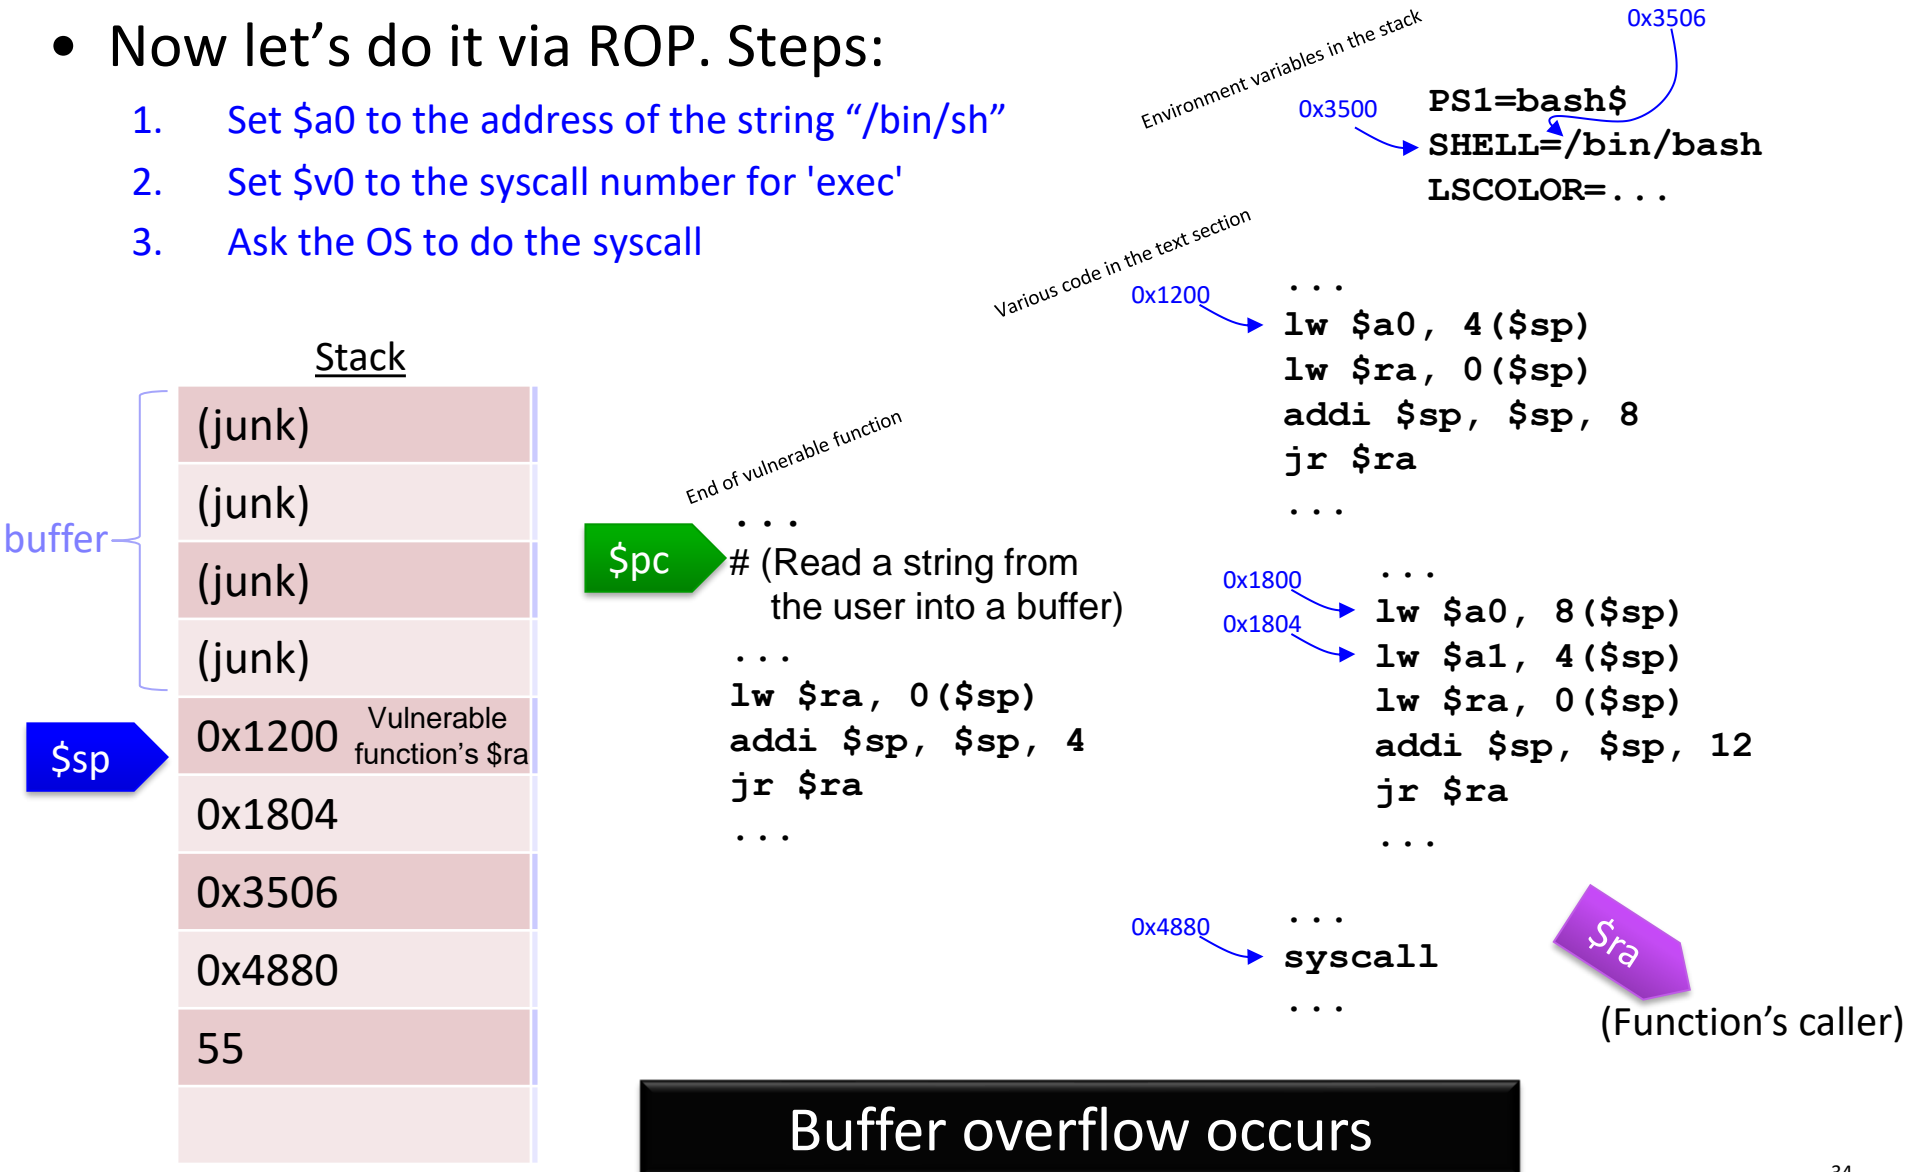 • Now let’s do it via ROP. Steps:
1. Set $a0 to the address of the string “/bin/sh”
2. Set $v0 to the syscall number for 'exec'
3. Ask the OS to do the syscall
Environment variables in the stack
0x3506
0x3500
PS1=bash$
SHELL=/bin/bash
LSCOLOR=...
Various code in the text section
0x1200
...
lw $a0, 4($sp)
lw $ra, 0($sp)
addi $sp, $sp, 8
jr $ra
...
Stack
buffer
(junk)
(junk)
(junk)
(junk)
$sp
0x1200
Vulnerable
function’s $ra
0x1804
0x3506
0x4880
55
End of vulnerable function
$pc
...
# (Read a string from
the user into a buffer)
...
lw $ra, 0($sp)
addi $sp, $sp, 4
jr $ra
...
0x1800
0x1804
...
lw $a0, 8($sp)
lw $a1, 4($sp)
lw $ra, 0($sp)
addi $sp, $sp, 12
jr $ra
...
0x4880
...
syscall
...
$ra
(Function’s caller)
Buffer overflow occurs
34